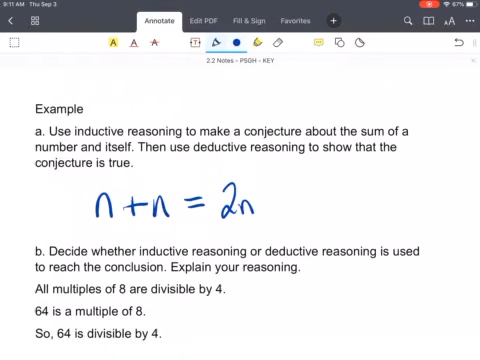 9:11 AM Thu Sep 3
67%
Annotate Edit PDF Fill & Sign Favorites
2.2 Notes - PSGH - KEY
Example
a. Use inductive reasoning to make a conjecture about the sum of a
number and itself. Then use deductive reasoning to show that the
conjecture is true.
n + n = 2n
b. Decide whether inductive reasoning or deductive reasoning is used
to reach the conclusion. Explain your reasoning.
All multiples of 8 are divisible by 4.
64 is a multiple of 8.
So, 64 is divisible by 4.